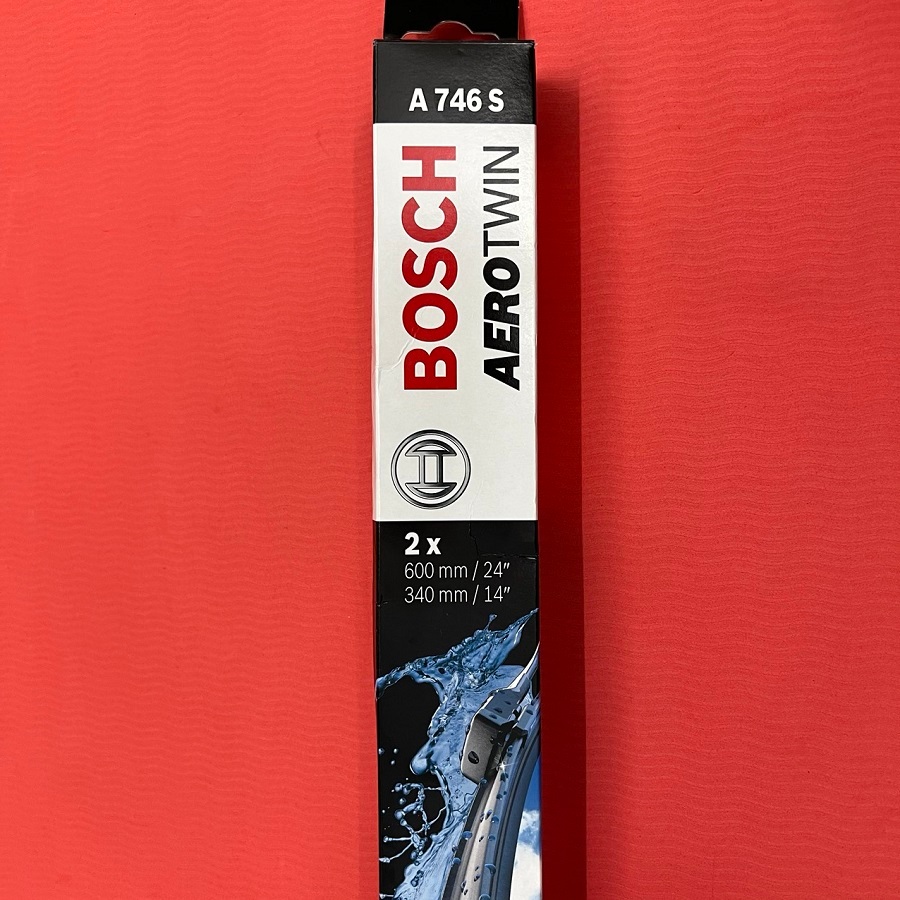 A 746 S
BOSCH
AEROTWIN
2 x
600 mm / 24″
340 mm / 14″